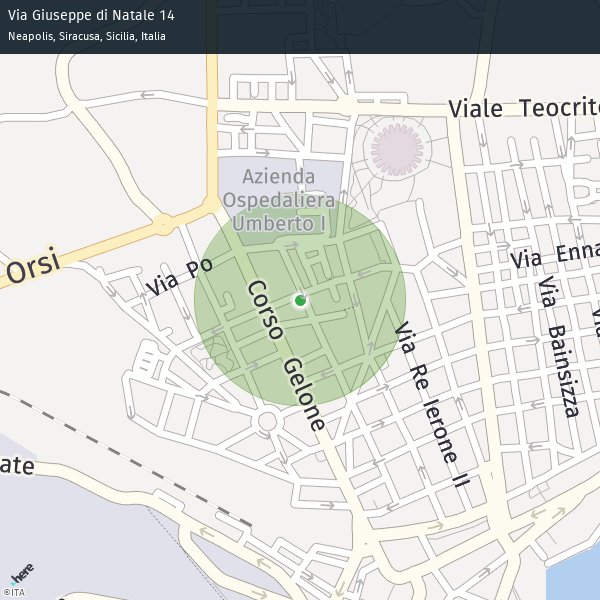 Via Giuseppe di Natale 14
Neapolis, Siracusa, Sicilia, Italia
Viale Teocrito
Azienda
Ospedaliera
Umberto I
Orsi
Via Po
Via Enna
Corso Gelone
Via Bainsizza
Via Re Ierone II
ate
here
©ITA